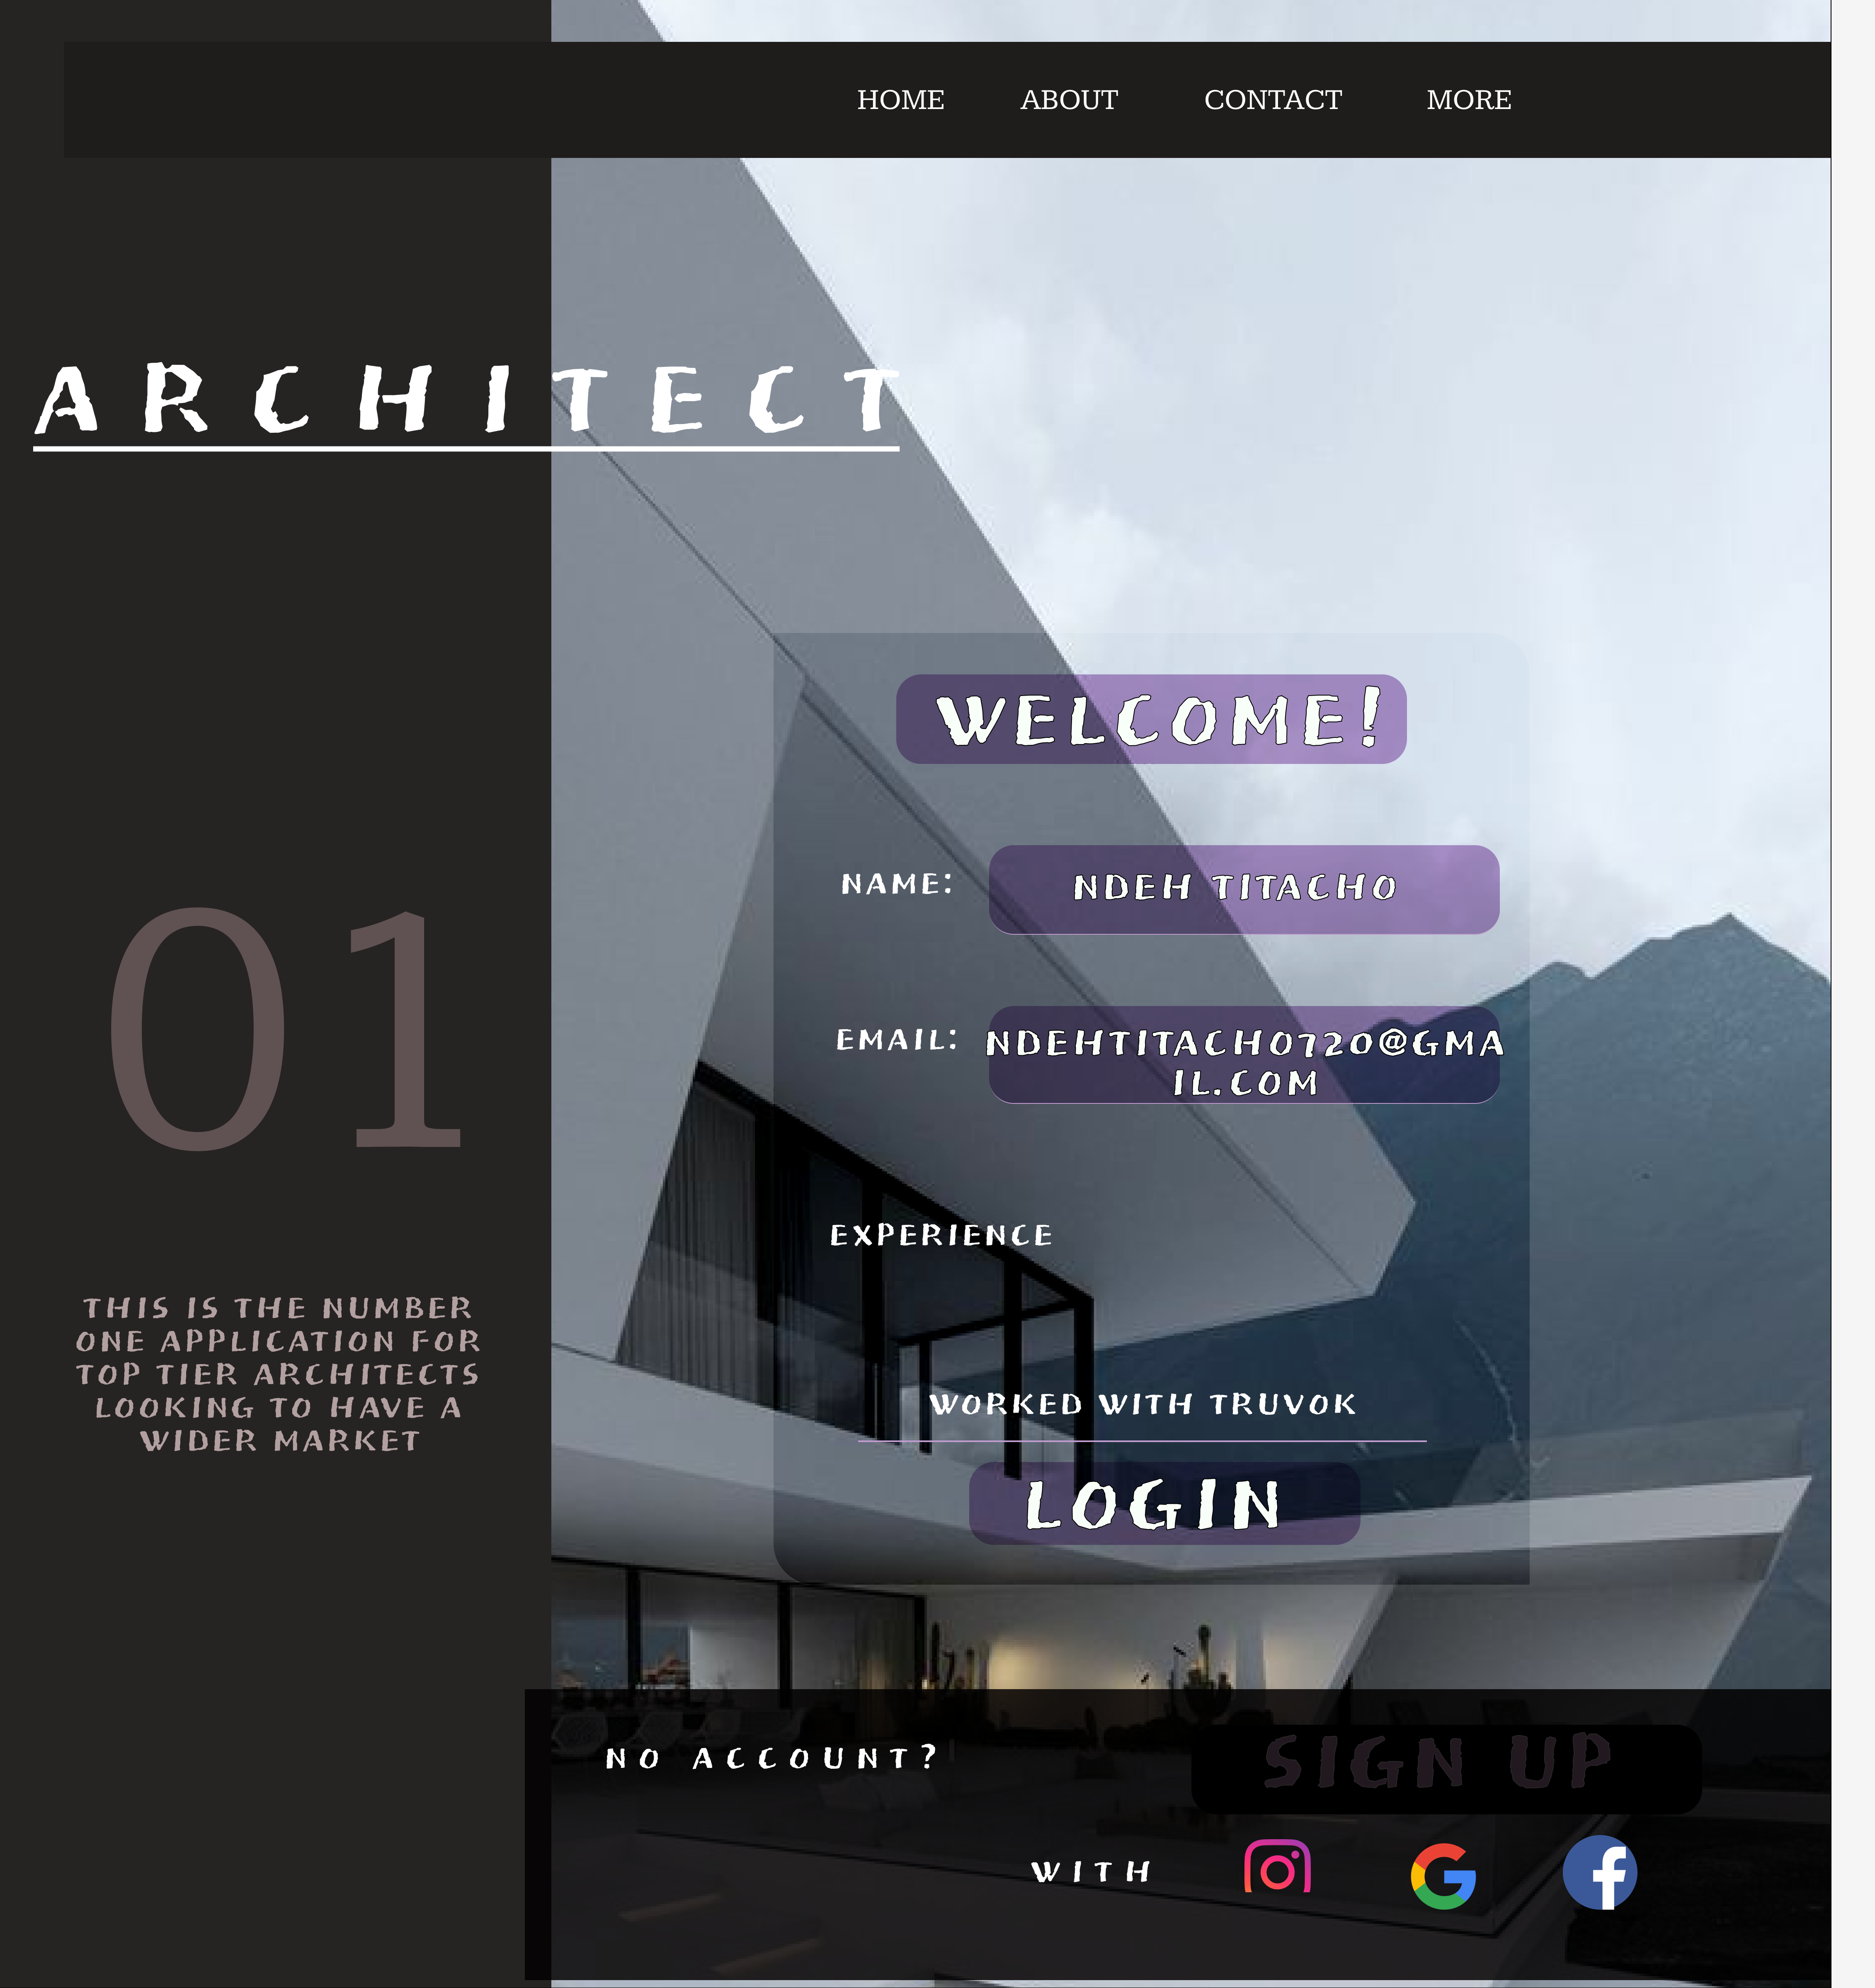 HOME ABOUT CONTACT MORE
ARCHITECT
WELCOME!
NAME: NDEH TITACHO
EMAIL: NDEHTITACHO720@GMA
IL.COM
01
EXPERIENCE
THIS IS THE NUMBER
ONE APPLICATION FOR
TOP TIER ARCHITECTS
LOOKING TO HAVE A
WIDER MARKET
WORKED WITH TRUVOK
LOGIN
NO ACCOUNT? SIGN UP
WITH